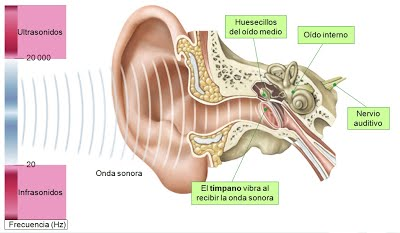 Ultrasonidos
20 000
20
Infrasonidos
Frecuencia (Hz)
Onda sonora
Huesecillos
del oído medio
Oído interno
Nervio
auditivo
El tímpano vibra al
recibir la onda sonora